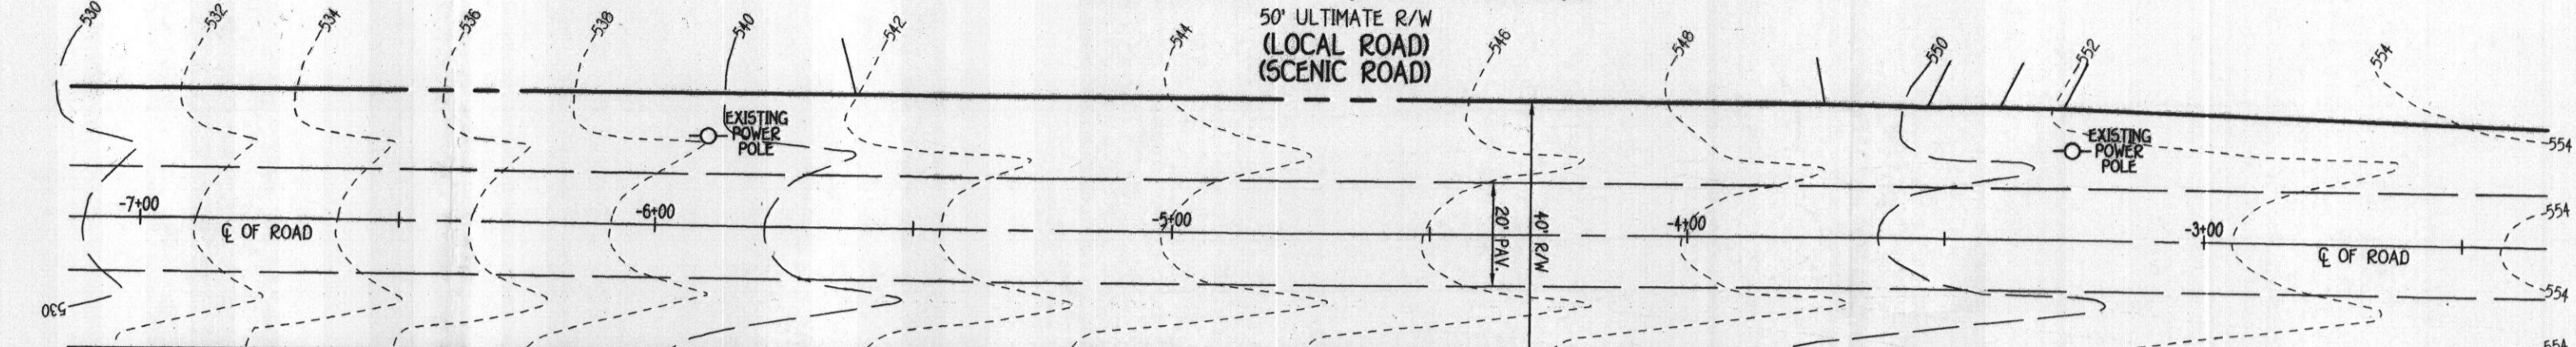 530
532
534
536
538
540
542
544
546
548
550
552
554
50' ULTIMATE R/W
(LOCAL ROAD)
(SCENIC ROAD)
EXISTING
POWER
POLE
EXISTING
POWER
POLE
554
-7+00
-6+00
-5+00
-4+00
-3+00
554
℄ OF ROAD
20' PAV.
40' R/W
℄ OF ROAD
530
554
554